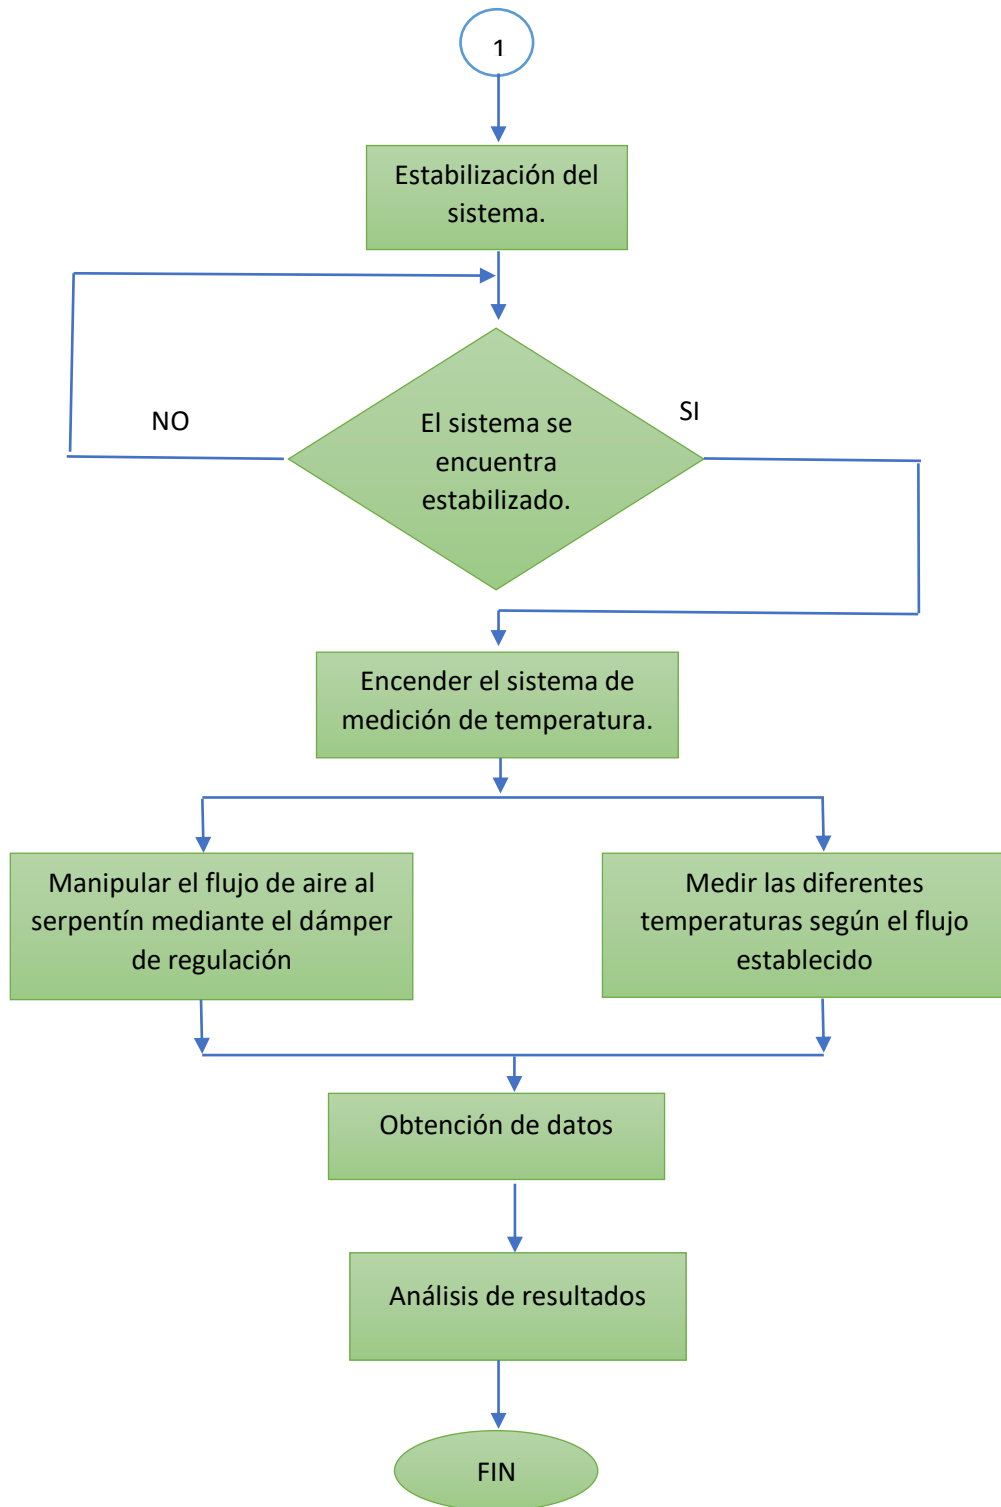 1
Estabilización del
sistema.
NO
SI
El sistema se
encuentra
estabilizado.
Encender el sistema de
medición de temperatura.
Manipular el flujo de aire al
serpentín mediante el dámper
de regulación
Medir las diferentes
temperaturas según el flujo
establecido
Obtención de datos
Análisis de resultados
FIN